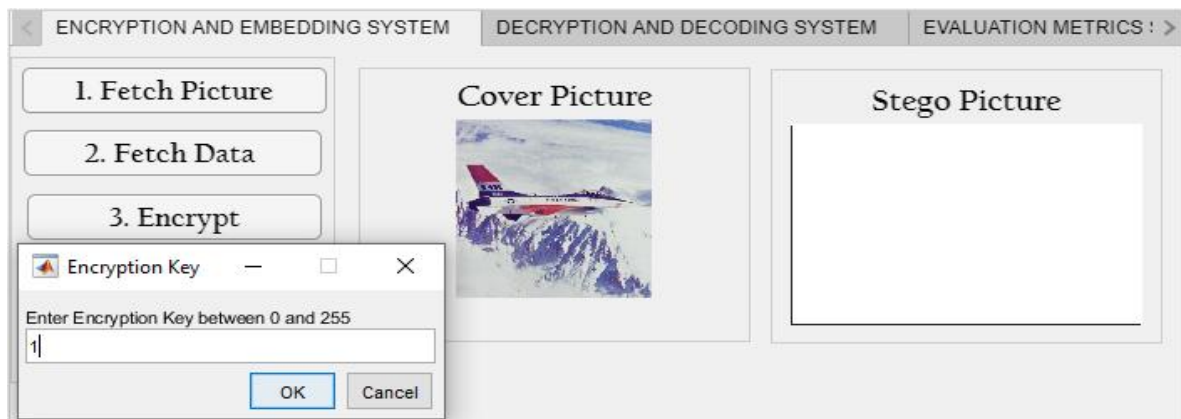 ENCRYPTION AND EMBEDDING SYSTEM
DECRYPTION AND DECODING SYSTEM
EVALUATION METRICS
1. Fetch Picture
2. Fetch Data
3. Encrypt
Cover Picture
Stego Picture
Encryption Key
Enter Encryption Key between 0 and 255
1
OK
Cancel